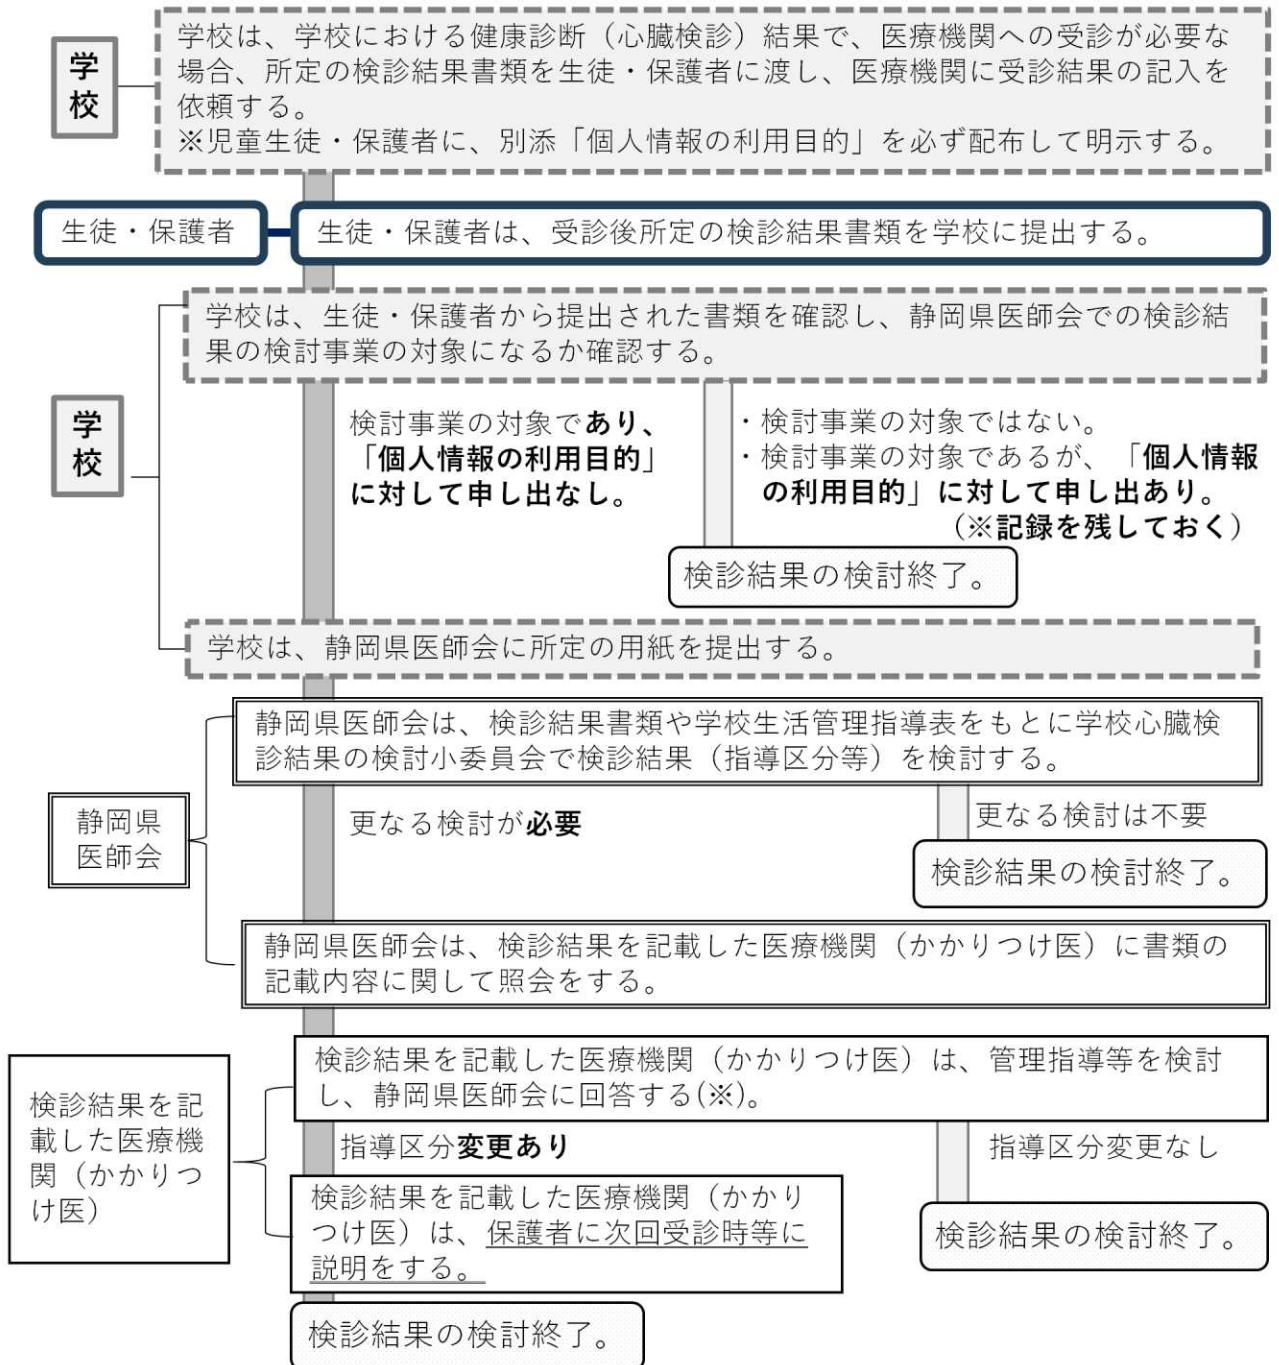 学校
学校は、学校における健康診断（心臓検診）結果で、医療機関への受診が必要な
場合、所定の検診結果書類を生徒・保護者に渡し、医療機関に受診結果の記入を
依頼する。
※児童生徒・保護者に、別添「個人情報の利用目的」を必ず配布して明示する。
生徒・保護者
生徒・保護者は、受診後所定の検診結果書類を学校に提出する。
学校は、生徒・保護者から提出された書類を確認し、静岡県医師会での検診結
果の検討事業の対象になるか確認する。
学校
検討事業の対象であり、
「個人情報の利用目的」
に対して申し出なし。
・検討事業の対象ではない。
・検討事業の対象であるが、「個人情報
の利用目的」に対して申し出あり。
（※記録を残しておく）
検診結果の検討終了。
学校は、静岡県医師会に所定の用紙を提出する。
静岡県医師会は、検診結果書類や学校生活管理指導表をもとに学校心臓検
診結果の検討小委員会で検診結果（指導区分等）を検討する。
静岡県
医師会
更なる検討が必要
更なる検討は不要
検診結果の検討終了。
静岡県医師会は、検診結果を記載した医療機関（かかりつけ医）に書類の
記載内容に関して照会をする。
検診結果を記
載した医療機
関（かかりつ
け医）
検診結果を記載した医療機関（かかりつけ医）は、管理指導等を検討
し、静岡県医師会に回答する(※)。
指導区分変更あり
指導区分変更なし
検診結果を記載した医療機関（かかり
つけ医）は、保護者に次回受診時等に
説明をする。
検診結果の検討終了。
検診結果の検討終了。